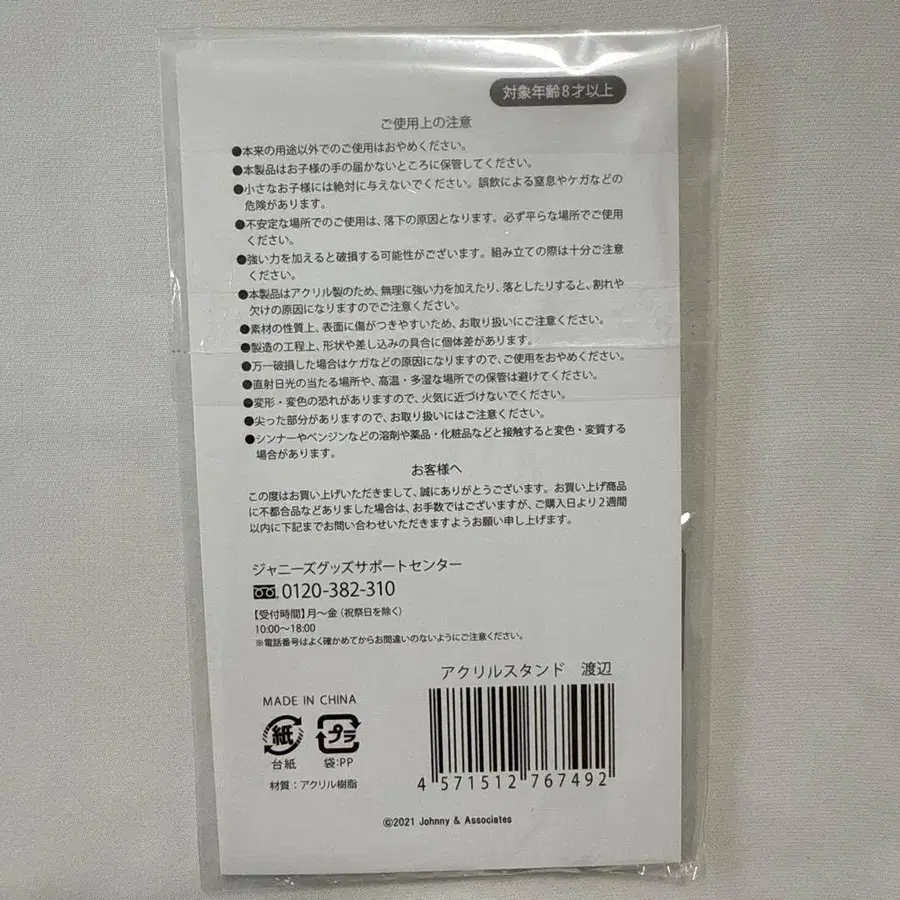 対象年齢8才以上
ご使用上の注意
●本来の用途以外でのご使用はおやめください。
●本製品はお子様の手の届かないところに保管してください。
●小さなお子様には絶対に与えないでください。誤飲による窒息やケガなどの
危険があります。
●不安定な場所でのご使用は、落下の原因となります。必ず平らな場所でご使用
ください。
●強い力を加えると破損する可能性がございます。組み立ての際は十分ご注意
ください。
●本製品はアクリル製のため、無理に強い力を加えたり、落としたりすると、割れや
欠けの原因になりますのでご注意ください。
●素材の性質上、表面に傷がつきやすいため、お取り扱いにご注意ください。
●製造の工程上、形状や差し込みの具合に個体差があります。
●万一破損した場合はケガなどの原因になりますので、ご使用をおやめください。
●直射日光の当たる場所や、高温・多湿な場所での保管は避けてください。
●変形・変色の恐れがありますので、火気に近づけないでください。
●尖った部分がありますので、お取り扱いにはご注意ください。
●シンナーやベンジンなどの溶剤や薬品・化粧品などと接触すると変色・変質する
場合があります。
お客様へ
この度はお買い上げいただきまして、誠にありがとうございます。お買い上げ商品
に不都合品などありました場合は、お手数ではございますが、ご購入日より2週間
以内に下記までお問い合わせいただきますようお願い申し上げます。
ジャニーズグッズサポートセンター
0120-382-310
【受付時間】月〜金（祝祭日を除く）
10:00〜18:00
※電話番号はよく確かめてからお間違いのないようにご注意ください。
アクリルスタンド 渡辺
MADE IN CHINA
紙 プラ
台紙 袋:PP
材質：アクリル樹脂
4 571512 767492
©2021 Johnny & Associates